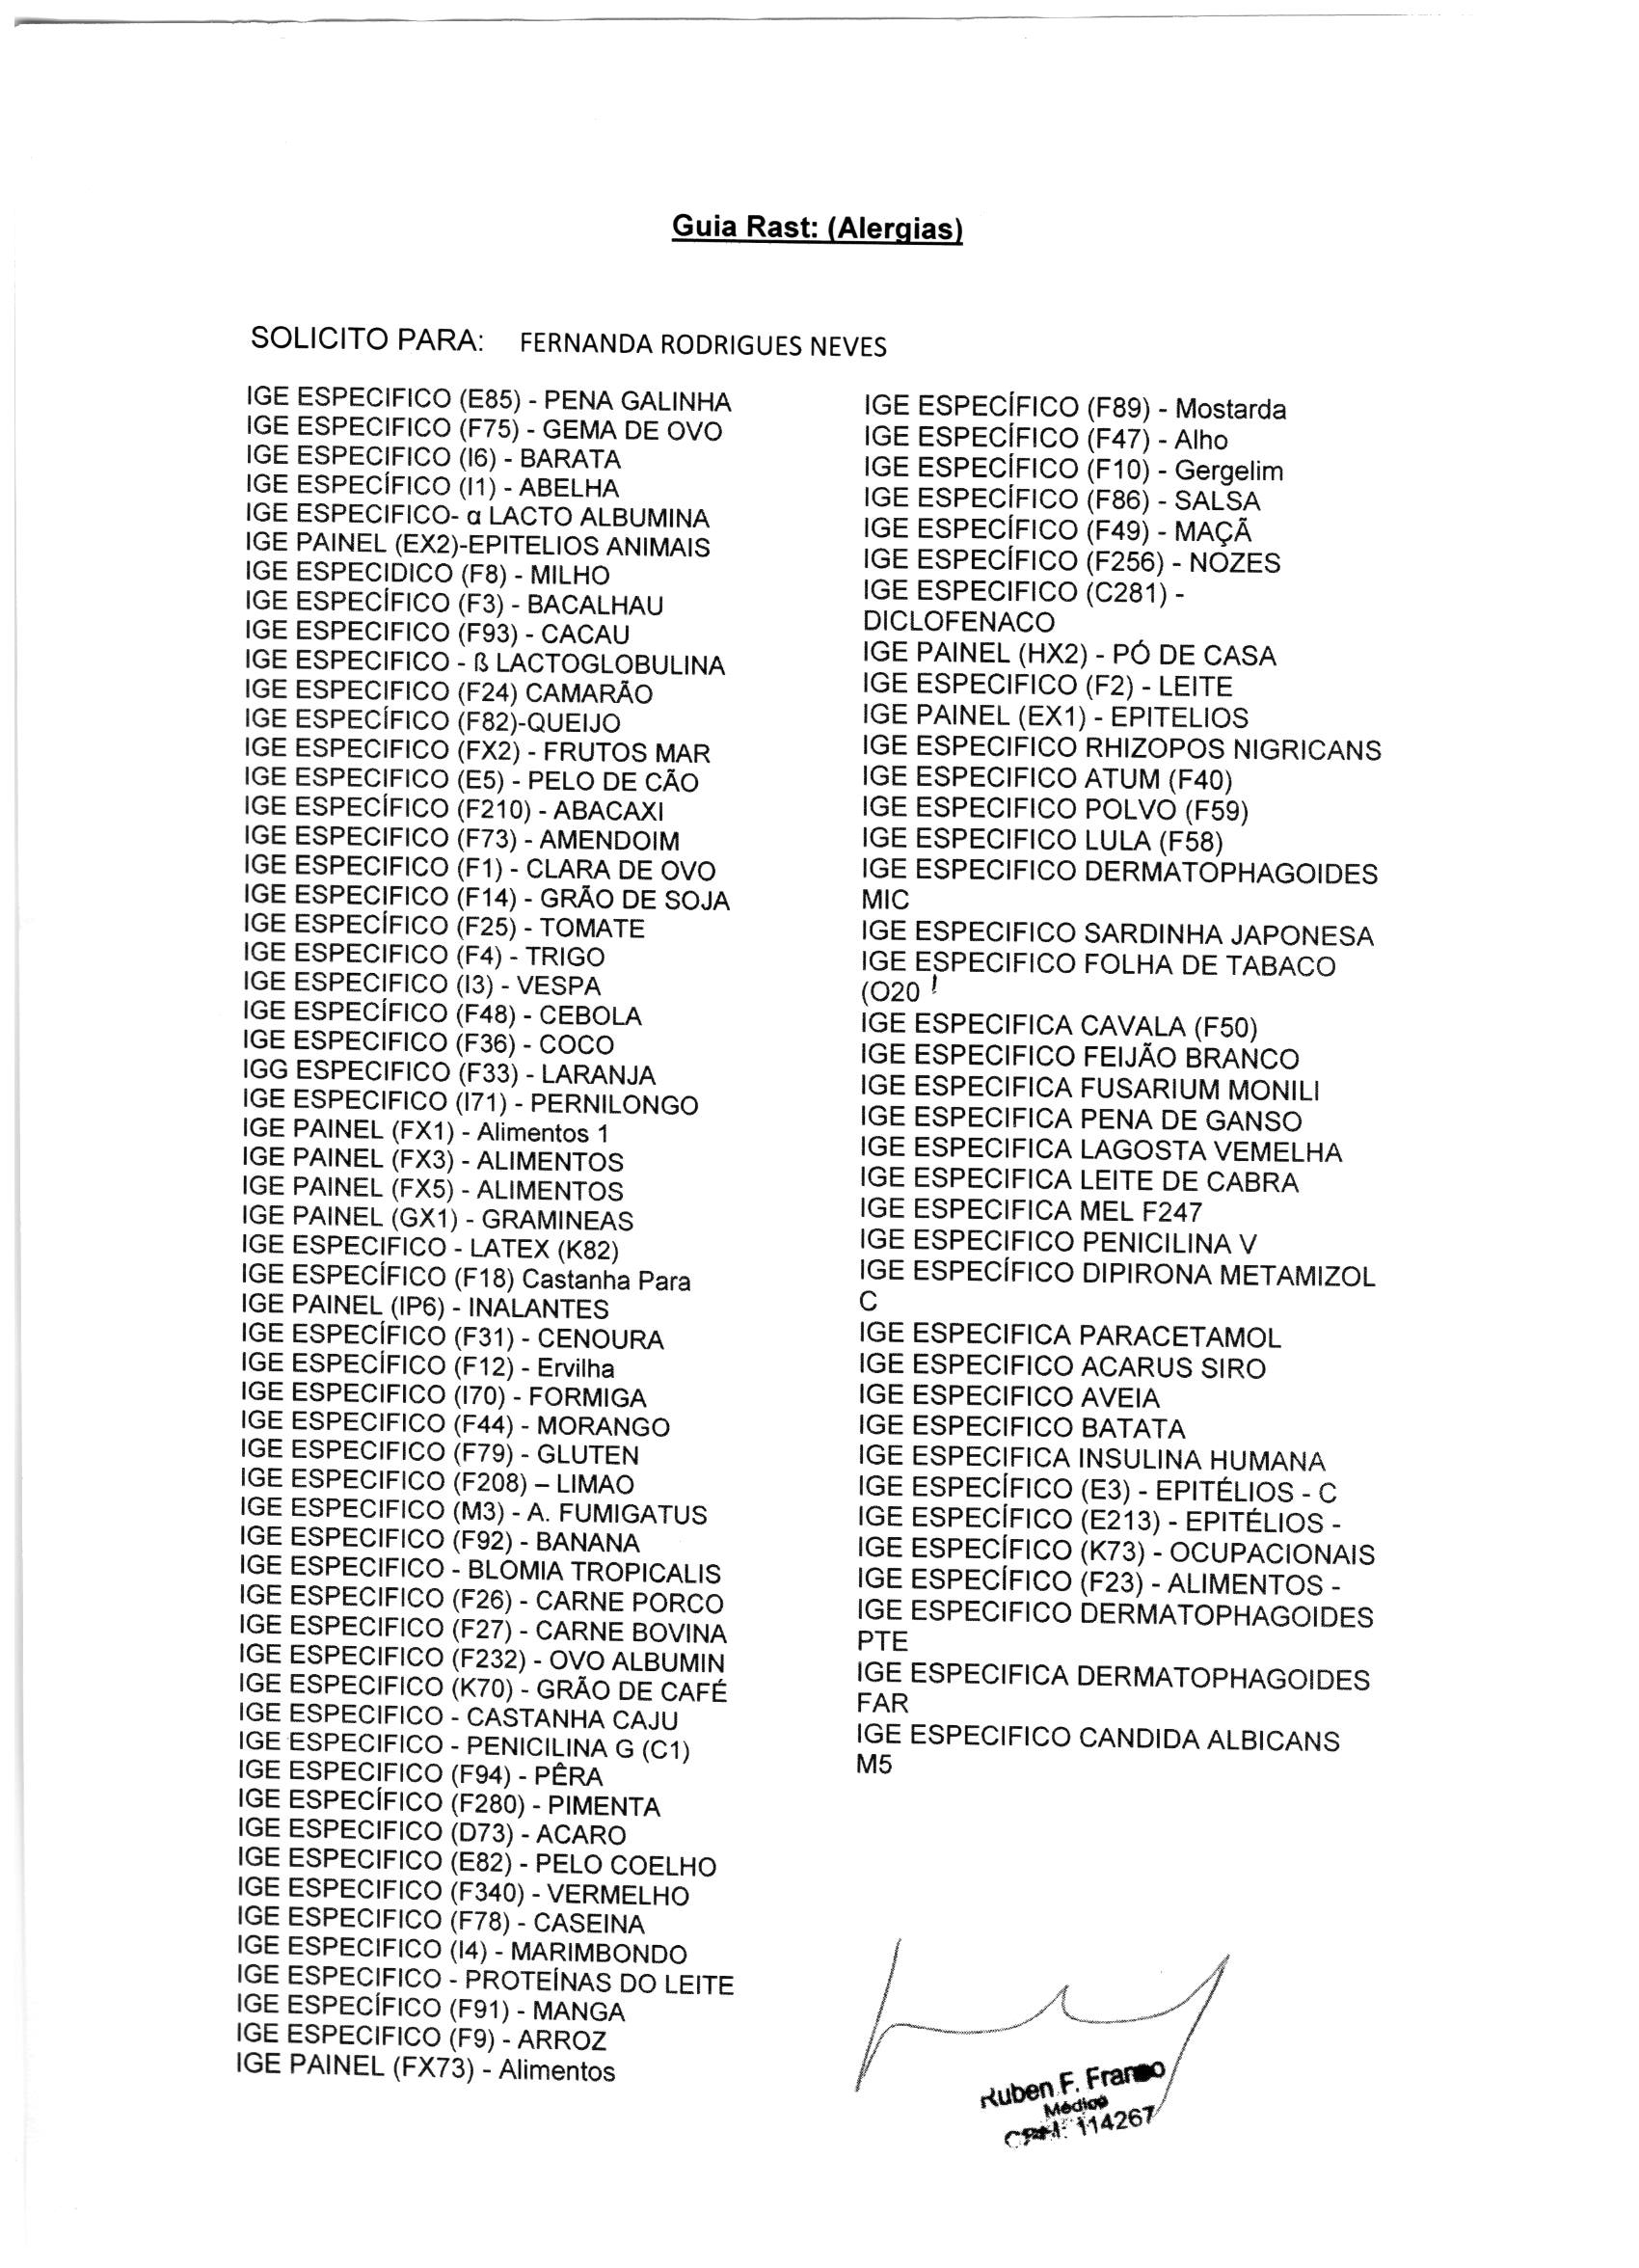 Guia Rast: (Alergias)
SOLICITO PARA: FERNANDA RODRIGUES NEVES
IGE ESPECIFICO (E85) - PENA GALINHA
IGE ESPECIFICO (F75) - GEMA DE OVO
IGE ESPECIFICO (I6) - BARATA
IGE ESPECÍFICO (I1) - ABELHA
IGE ESPECIFICO- α LACTO ALBUMINA
IGE PAINEL (EX2)-EPITELIOS ANIMAIS
IGE ESPECIDICO (F8) - MILHO
IGE ESPECÍFICO (F3) - BACALHAU
IGE ESPECIFICO (F93) - CACAU
IGE ESPECIFICO - ß LACTOGLOBULINA
IGE ESPECIFICO (F24) CAMARÃO
IGE ESPECÍFICO (F82)-QUEIJO
IGE ESPECIFICO (FX2) - FRUTOS MAR
IGE ESPECIFICO (E5) - PELO DE CÃO
IGE ESPECÍFICO (F210) - ABACAXI
IGE ESPECIFICO (F73) - AMENDOIM
IGE ESPECIFICO (F1) - CLARA DE OVO
IGE ESPECIFICO (F14) - GRÃO DE SOJA
IGE ESPECÍFICO (F25) - TOMATE
IGE ESPECIFICO (F4) - TRIGO
IGE ESPECIFICO (I3) - VESPA
IGE ESPECÍFICO (F48) - CEBOLA
IGE ESPECIFICO (F36) - COCO
IGG ESPECIFICO (F33) - LARANJA
IGE ESPECIFICO (I71) - PERNILONGO
IGE PAINEL (FX1) - Alimentos 1
IGE PAINEL (FX3) - ALIMENTOS
IGE PAINEL (FX5) - ALIMENTOS
IGE PAINEL (GX1) - GRAMINEAS
IGE ESPECIFICO - LATEX (K82)
IGE ESPECÍFICO (F18) Castanha Para
IGE PAINEL (IP6) - INALANTES
IGE ESPECÍFICO (F31) - CENOURA
IGE ESPECÍFICO (F12) - Ervilha
IGE ESPECIFICO (I70) - FORMIGA
IGE ESPECIFICO (F44) - MORANGO
IGE ESPECIFICO (F79) - GLUTEN
IGE ESPECIFICO (F208) – LIMAO
IGE ESPECIFICO (M3) - A. FUMIGATUS
IGE ESPECIFICO (F92) - BANANA
IGE ESPECIFICO - BLOMIA TROPICALIS
IGE ESPECIFICO (F26) - CARNE PORCO
IGE ESPECIFICO (F27) - CARNE BOVINA
IGE ESPECIFICO (F232) - OVO ALBUMIN
IGE ESPECIFICO (K70) - GRÃO DE CAFÉ
IGE ESPECIFICO - CASTANHA CAJU
IGE ESPECIFICO - PENICILINA G (C1)
IGE ESPECIFICO (F94) - PÊRA
IGE ESPECÍFICO (F280) - PIMENTA
IGE ESPECIFICO (D73) - ACARO
IGE ESPECIFICO (E82) - PELO COELHO
IGE ESPECIFICO (F340) - VERMELHO
IGE ESPECIFICO (F78) - CASEINA
IGE ESPECIFICO (I4) - MARIMBONDO
IGE ESPECIFICO - PROTEÍNAS DO LEITE
IGE ESPECÍFICO (F91) - MANGA
IGE ESPECIFICO (F9) - ARROZ
IGE PAINEL (FX73) - Alimentos
IGE ESPECÍFICO (F89) - Mostarda
IGE ESPECÍFICO (F47) - Alho
IGE ESPECÍFICO (F10) - Gergelim
IGE ESPECÍFICO (F86) - SALSA
IGE ESPECÍFICO (F49) - MAÇÃ
IGE ESPECÍFICO (F256) - NOZES
IGE ESPECIFICO (C281) -
DICLOFENACO
IGE PAINEL (HX2) - PÓ DE CASA
IGE ESPECIFICO (F2) - LEITE
IGE PAINEL (EX1) - EPITELIOS
IGE ESPECIFICO RHIZOPOS NIGRICANS
IGE ESPECIFICO ATUM (F40)
IGE ESPECIFICO POLVO (F59)
IGE ESPECIFICO LULA (F58)
IGE ESPECIFICO DERMATOPHAGOIDES
MIC
IGE ESPECIFICO SARDINHA JAPONESA
IGE ESPECIFICO FOLHA DE TABACO
(O20
IGE ESPECIFICA CAVALA (F50)
IGE ESPECIFICO FEIJÃO BRANCO
IGE ESPECIFICA FUSARIUM MONILI
IGE ESPECIFICA PENA DE GANSO
IGE ESPECIFICA LAGOSTA VEMELHA
IGE ESPECIFICA LEITE DE CABRA
IGE ESPECIFICA MEL F247
IGE ESPECIFICO PENICILINA V
IGE ESPECÍFICO DIPIRONA METAMIZOL
C
IGE ESPECIFICA PARACETAMOL
IGE ESPECIFICO ACARUS SIRO
IGE ESPECIFICO AVEIA
IGE ESPECIFICO BATATA
IGE ESPECIFICA INSULINA HUMANA
IGE ESPECÍFICO (E3) - EPITÉLIOS - C
IGE ESPECÍFICO (E213) - EPITÉLIOS -
IGE ESPECÍFICO (K73) - OCUPACIONAIS
IGE ESPECÍFICO (F23) - ALIMENTOS -
IGE ESPECIFICO DERMATOPHAGOIDES
PTE
IGE ESPECIFICA DERMATOPHAGOIDES
FAR
IGE ESPECIFICO CANDIDA ALBICANS
M5
Ruben F. Franco
Médico
CRM: 114267